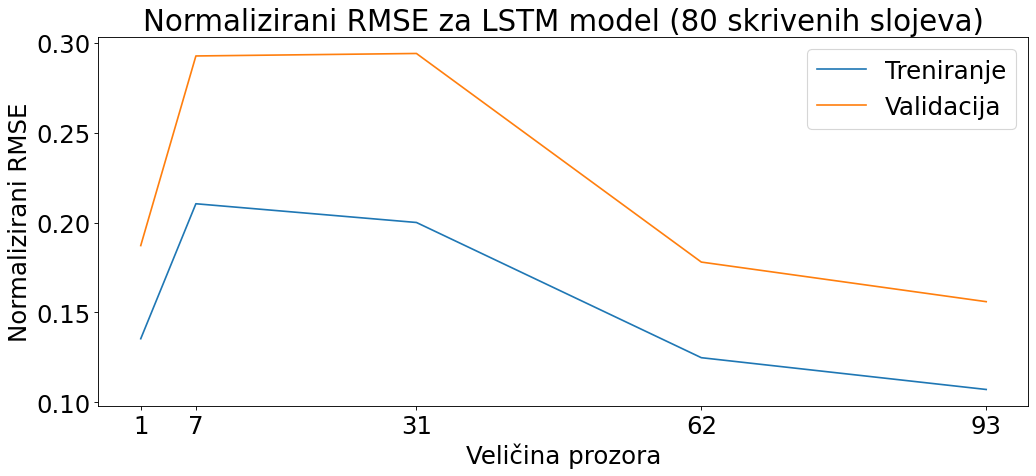 Normalizirani RMSE za LSTM model (80 skrivenih slojeva)
0.30
0.25
0.20
0.15
0.10
Normalizirani RMSE
Treniranje
Validacija
1 7 31 62 93
Veličina prozora